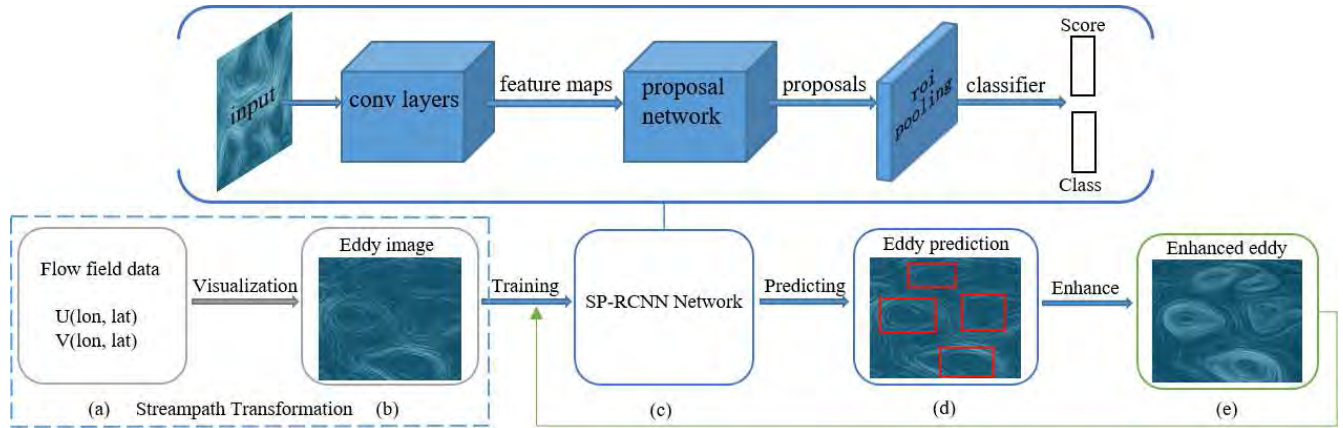 Score
input
conv layers
feature maps
proposal
network
proposals
roi
pooling
classifier
Class
Flow field data
U(lon, lat)
V(lon, lat)
Visualization
Eddy image
Training
SP-RCNN Network
Predicting
Eddy prediction
Enhance
Enhanced eddy
(a) Streampath Transformation (b)
(c)
(d)
(e)